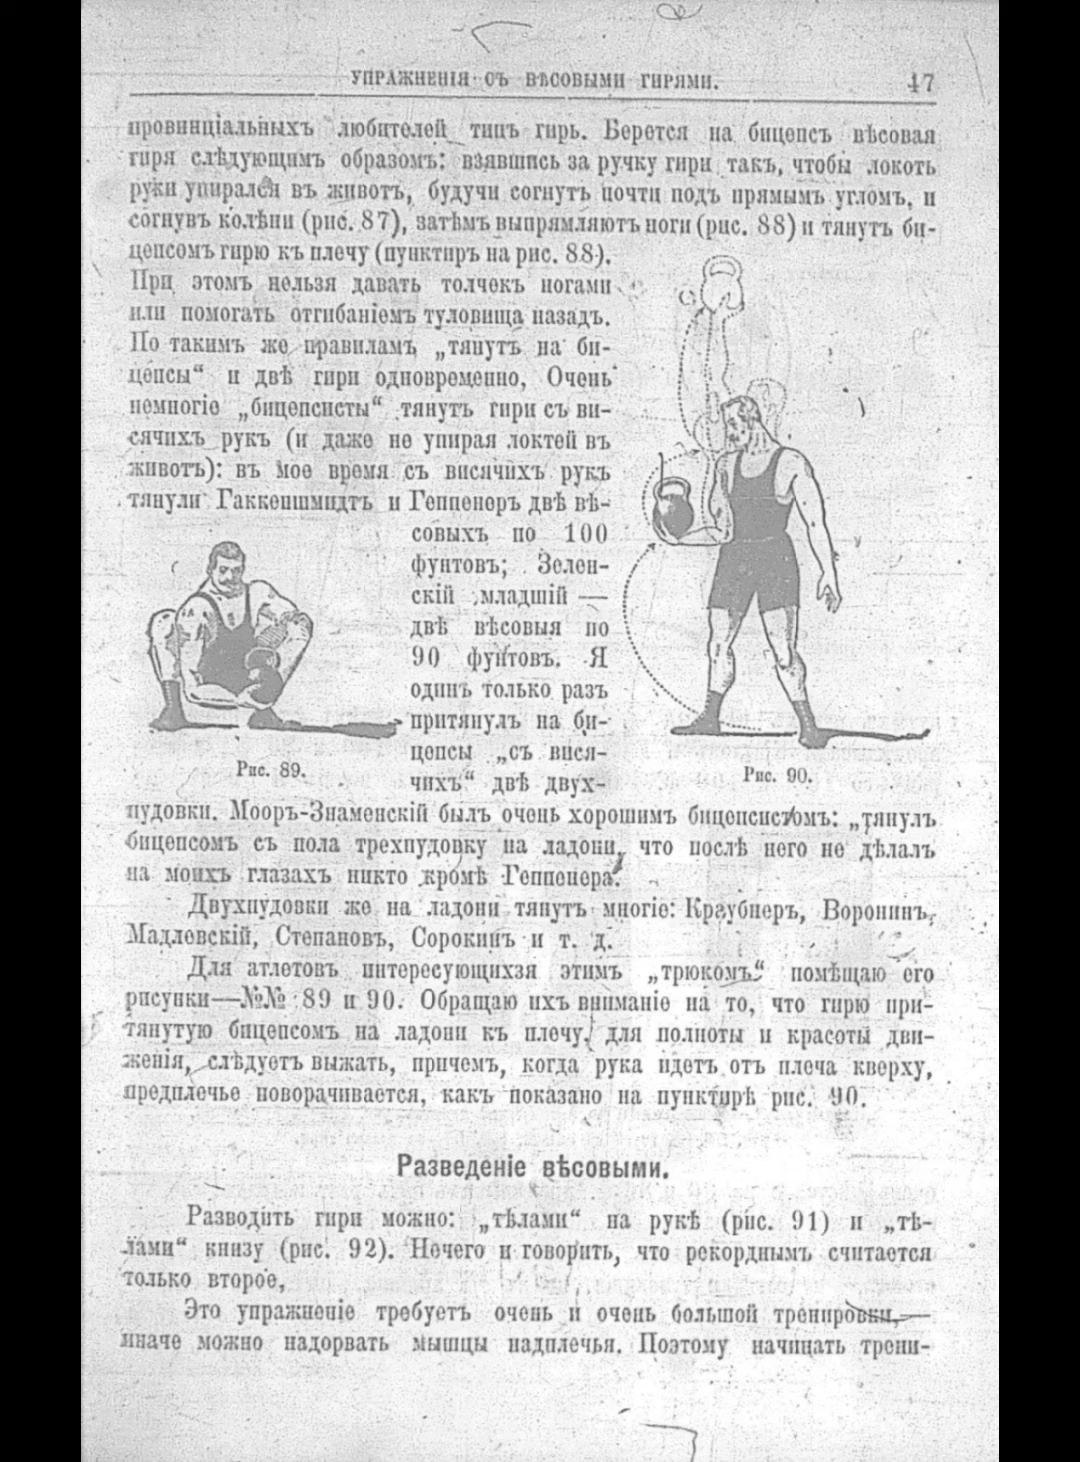 УПРАЖНЕНІЯ СЪ ВѢСОВЫМИ ГИРЯМИ. 47
провинціальныхъ любителей типъ гирь. Берется на бицепсъ вѣсовая
гиря слѣдующимъ образомъ: взявшись за ручку гири такъ, чтобы локоть
руки упирался въ животъ, будучи согнутъ почти подъ прямымъ угломъ, и
согнувъ колѣни (рис. 87), затѣмъ выпрямляютъ ноги (рис. 88) и тянутъ би-
цепсомъ гирю къ плечу (пунктиръ на рис. 88).
При этомъ нельзя давать толчекъ ногами
или помогать отгибаніемъ туловища назадъ.
По такимъ же правиламъ „тянутъ на би-
цепсы“ и двѣ гири одновременно, Очень
немногіе „бицепсисты“ тянутъ гири съ ви-
сячихъ рукъ (и даже не упирая локтей въ
животъ): въ мое время съ висячихъ рукъ
тянули Гаккеншмидтъ и Геппенеръ двѣ вѣ-
совыхъ по 100
фунтовъ; Зелен-
скій младшій —
двѣ вѣсовыя по
90 фунтовъ. Я
одинъ только разъ
притянулъ на би-
цепсы „съ вися-
чихъ“ двѣ двух-
Рис. 89.
Рис. 90.
пудовки. Мооръ-Знаменскій былъ очень хорошимъ бицепсистомъ: „тянулъ
бицепсомъ съ пола трехпудовку на ладони, что послѣ него не дѣлалъ
на моихъ глазахъ никто кромѣ Геппенера.
Двухпудовки же на ладони тянутъ многіе: Краубнеръ, Воронинъ,
Мадлевскій, Степановъ, Сорокинъ и т. д.
Для атлетовъ интересующихзя этимъ „трюкомъ“ помѣщаю его
рисунки—№№ 89 и 90. Обращаю ихъ вниманіе на то, что гирю при-
тянутую бицепсомъ на ладони къ плечу, для полноты и красоты дви-
женія, слѣдуетъ выжать, причемъ, когда рука идетъ отъ плеча кверху,
предплечье поворачивается, какъ показано на пунктирѣ рис. 90.
Разведеніе вѣсовыми.
Разводить гири можно: „тѣлами“ на рукѣ (рис. 91) и „тѣ-
лами“ книзу (рис. 92). Нечего и говорить, что рекорднымъ считается
только второе,
Это упражненіе требуетъ очень и очень большой тренировки,—
иначе можно надорвать мышцы надплечья. Поэтому начинать трени-